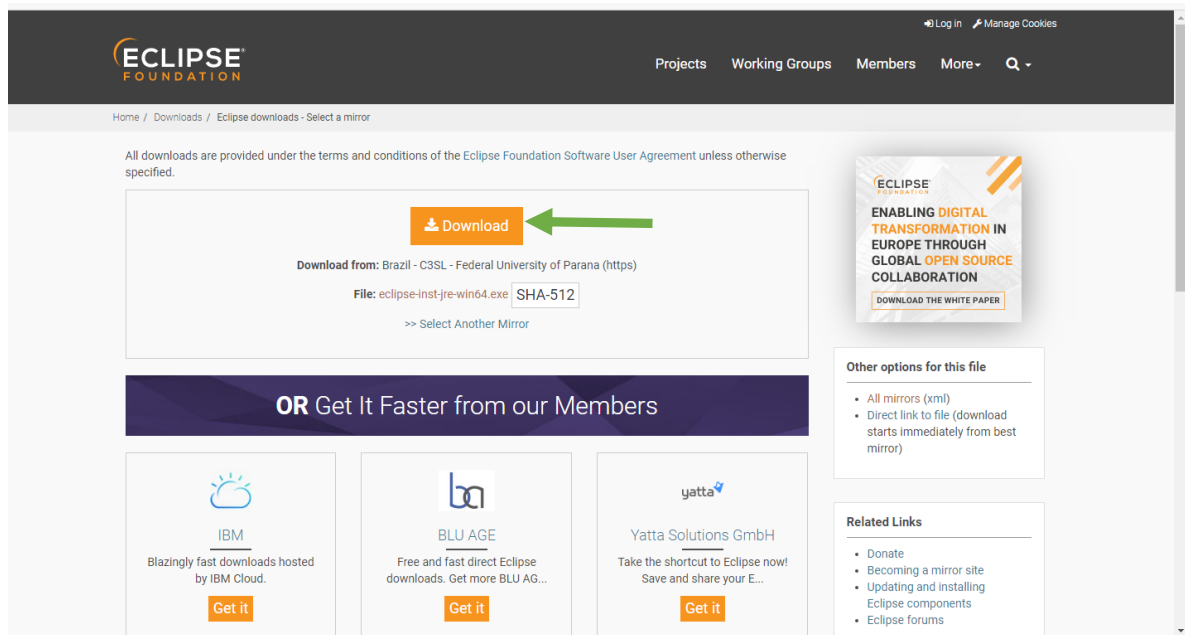 Log in Manage Cookies
ECLIPSE
FOUNDATION
Projects Working Groups Members More
Home / Downloads / Eclipse downloads - Select a mirror
All downloads are provided under the terms and conditions of the Eclipse Foundation Software User Agreement unless otherwise
specified.
Download
Download from: Brazil - C3SL - Federal University of Parana (https)
File: eclipse-inst-jre-win64.exe SHA-512
>> Select Another Mirror
OR Get It Faster from our Members
IBM
Blazingly fast downloads hosted
by IBM Cloud.
Get it
ba
BLU AGE
Free and fast direct Eclipse
downloads. Get more BLU AG...
Get it
yatta
Yatta Solutions GmbH
Take the shortcut to Eclipse now!
Save and share your E...
Get it
ECLIPSE
FOUNDATION
ENABLING DIGITAL
TRANSFORMATION IN
EUROPE THROUGH
GLOBAL OPEN SOURCE
COLLABORATION
DOWNLOAD THE WHITE PAPER
Other options for this file
• All mirrors (xml)
• Direct link to file (download
starts immediately from best
mirror)
Related Links
• Donate
• Becoming a mirror site
• Updating and installing
Eclipse components
• Eclipse forums